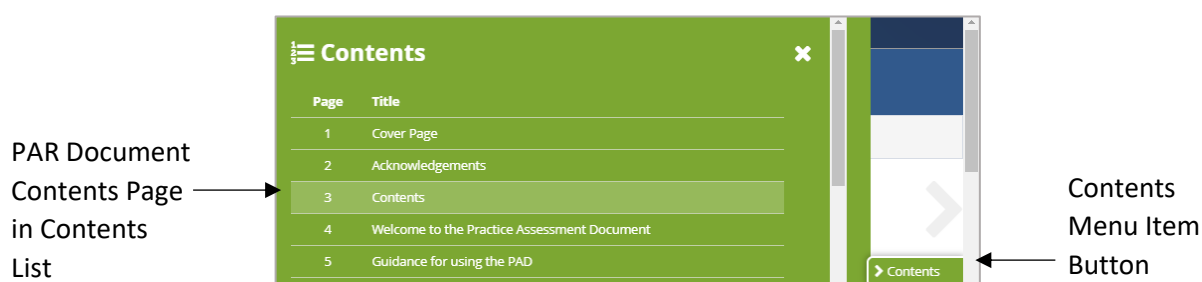 Contents
Page Title
1 Cover Page
2 Acknowledgements
3 Contents
4 Welcome to the Practice Assessment Document
5 Guidance for using the PAD
PAR Document
Contents Page
in Contents
List
Contents
Contents
Menu Item
Button